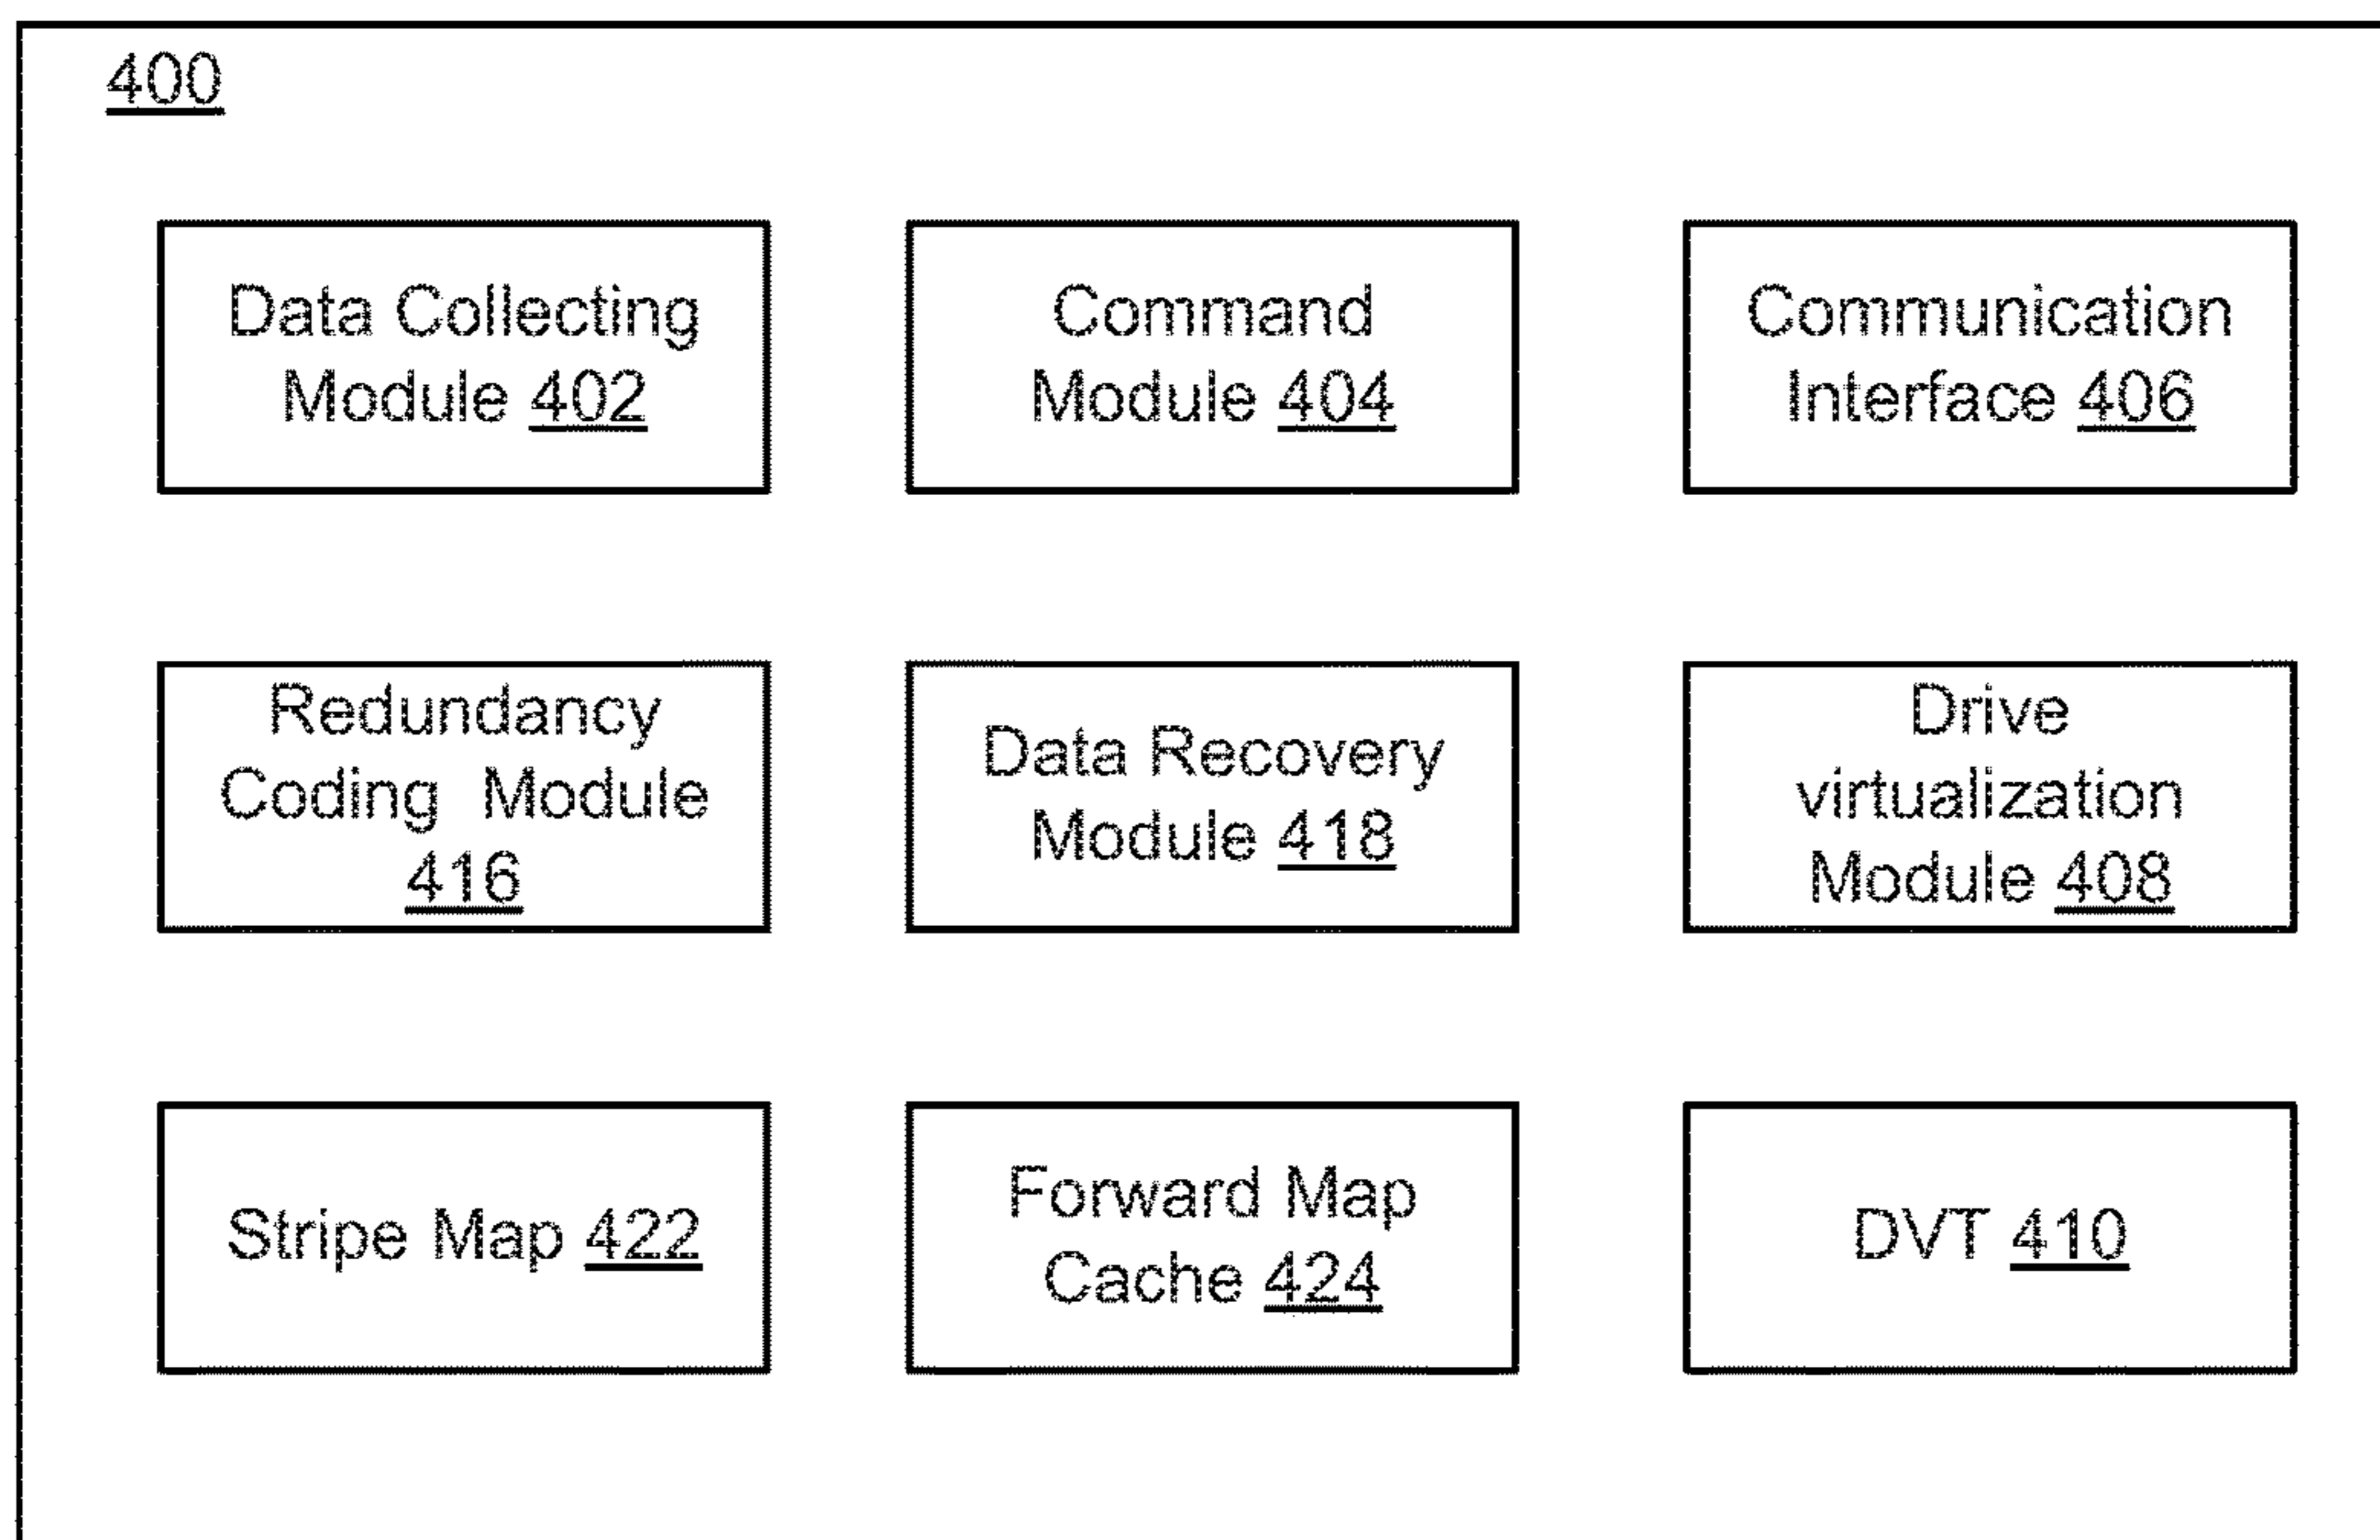 400
Data Collecting
Module 402
Command
Module 404
Communication
Interface 406
Redundancy
Coding Module
416
Data Recovery
Module 418
Drive
virtualization
Module 408
Stripe Map 422
Forward Map
Cache 424
DVT 410